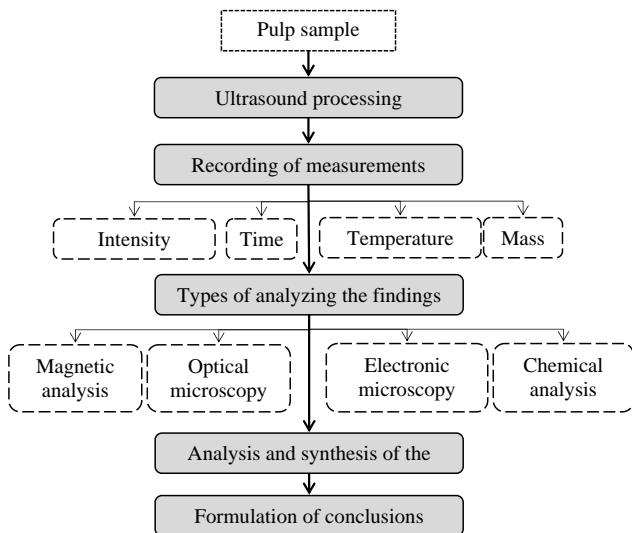 Pulp sample
Ultrasound processing
Recording of measurements
Intensity
Time
Temperature
Mass
Types of analyzing the findings
Magnetic
analysis
Optical
microscopy
Electronic
microscopy
Chemical
analysis
Analysis and synthesis of the
Formulation of conclusions